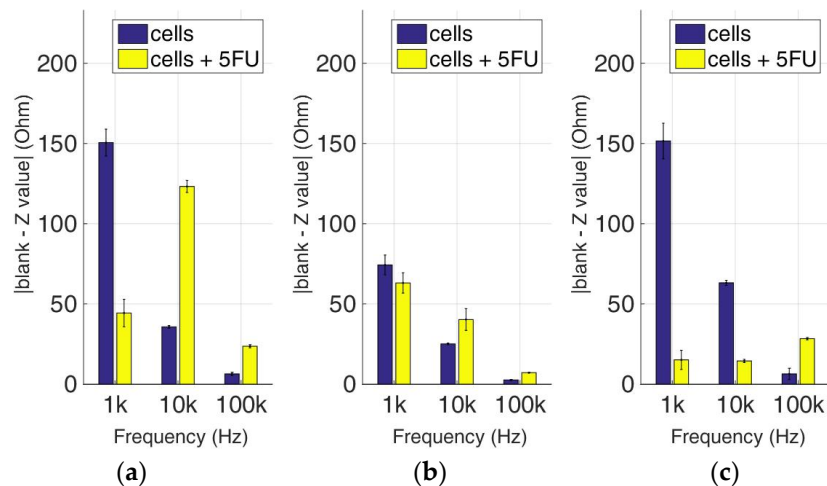 cells
cells + 5FU
200
150
100
50
0
|blank - Z value| (Ohm)
1k 10k 100k
Frequency (Hz)
(a)
cells
cells + 5FU
200
150
100
50
0
|blank - Z value| (Ohm)
1k 10k 100k
Frequency (Hz)
(b)
cells
cells + 5FU
200
150
100
50
0
|blank - Z value| (Ohm)
1k 10k 100k
Frequency (Hz)
(c)